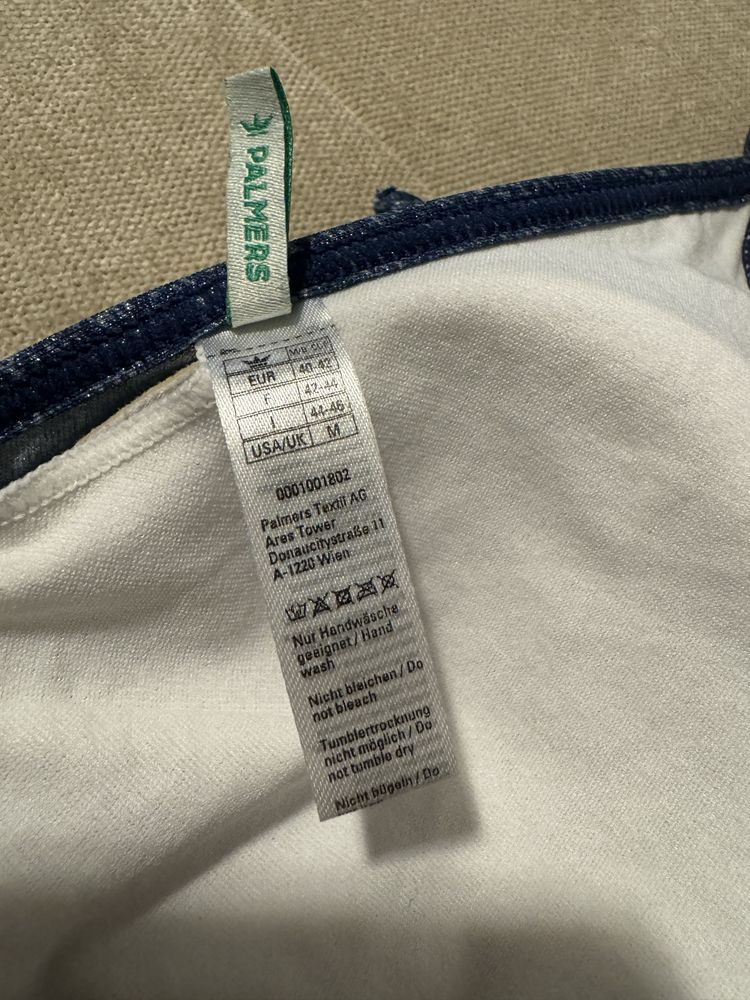 PALMERS
EUR 40-42
F 42-44
I 44-46
USA/UK M
0001001802
Palmers Textil AG
Ares Tower
Donaucitystraße 11
A-1220 Wien
Nur Handwäsche
geeignet / Hand
wash
Nicht bleichen / Do
not bleach
Tumblertrocknung
nicht möglich / Do
not tumble dry
Nicht bügeln / Do